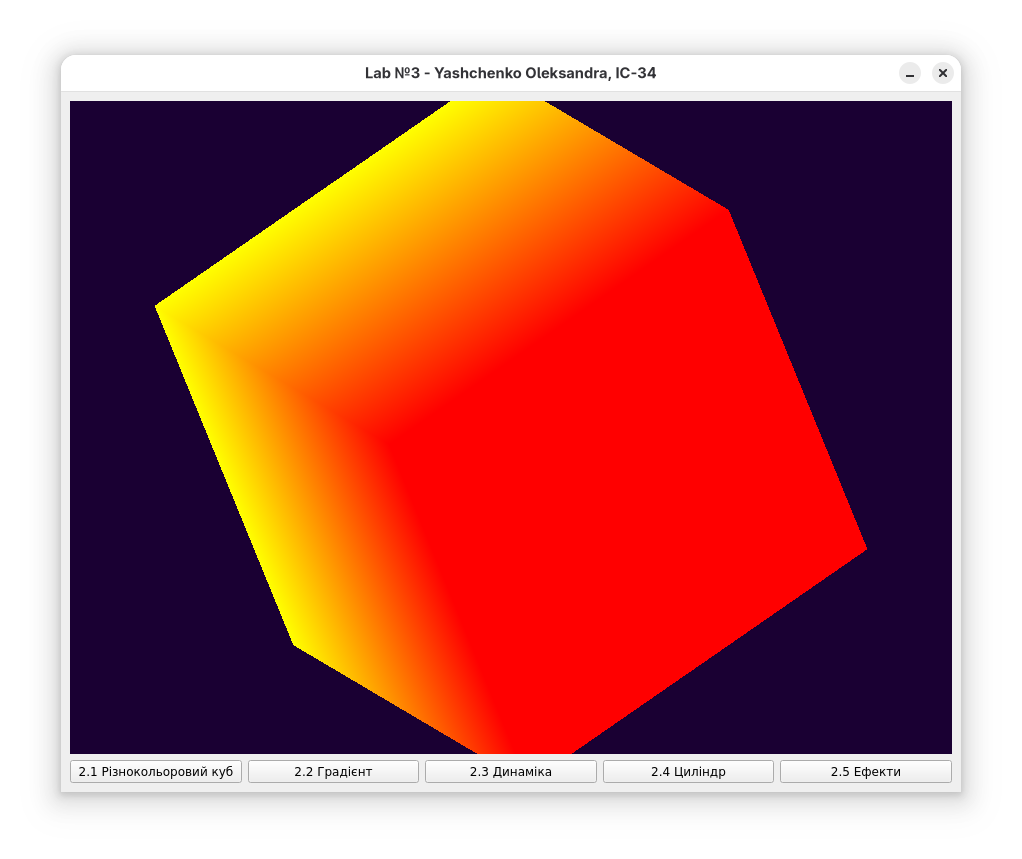 Lab №3 - Yashchenko Oleksandra, IC-34
2.1 Різнокольоровий куб
2.2 Градієнт
2.3 Динаміка
2.4 Циліндр
2.5 Ефекти